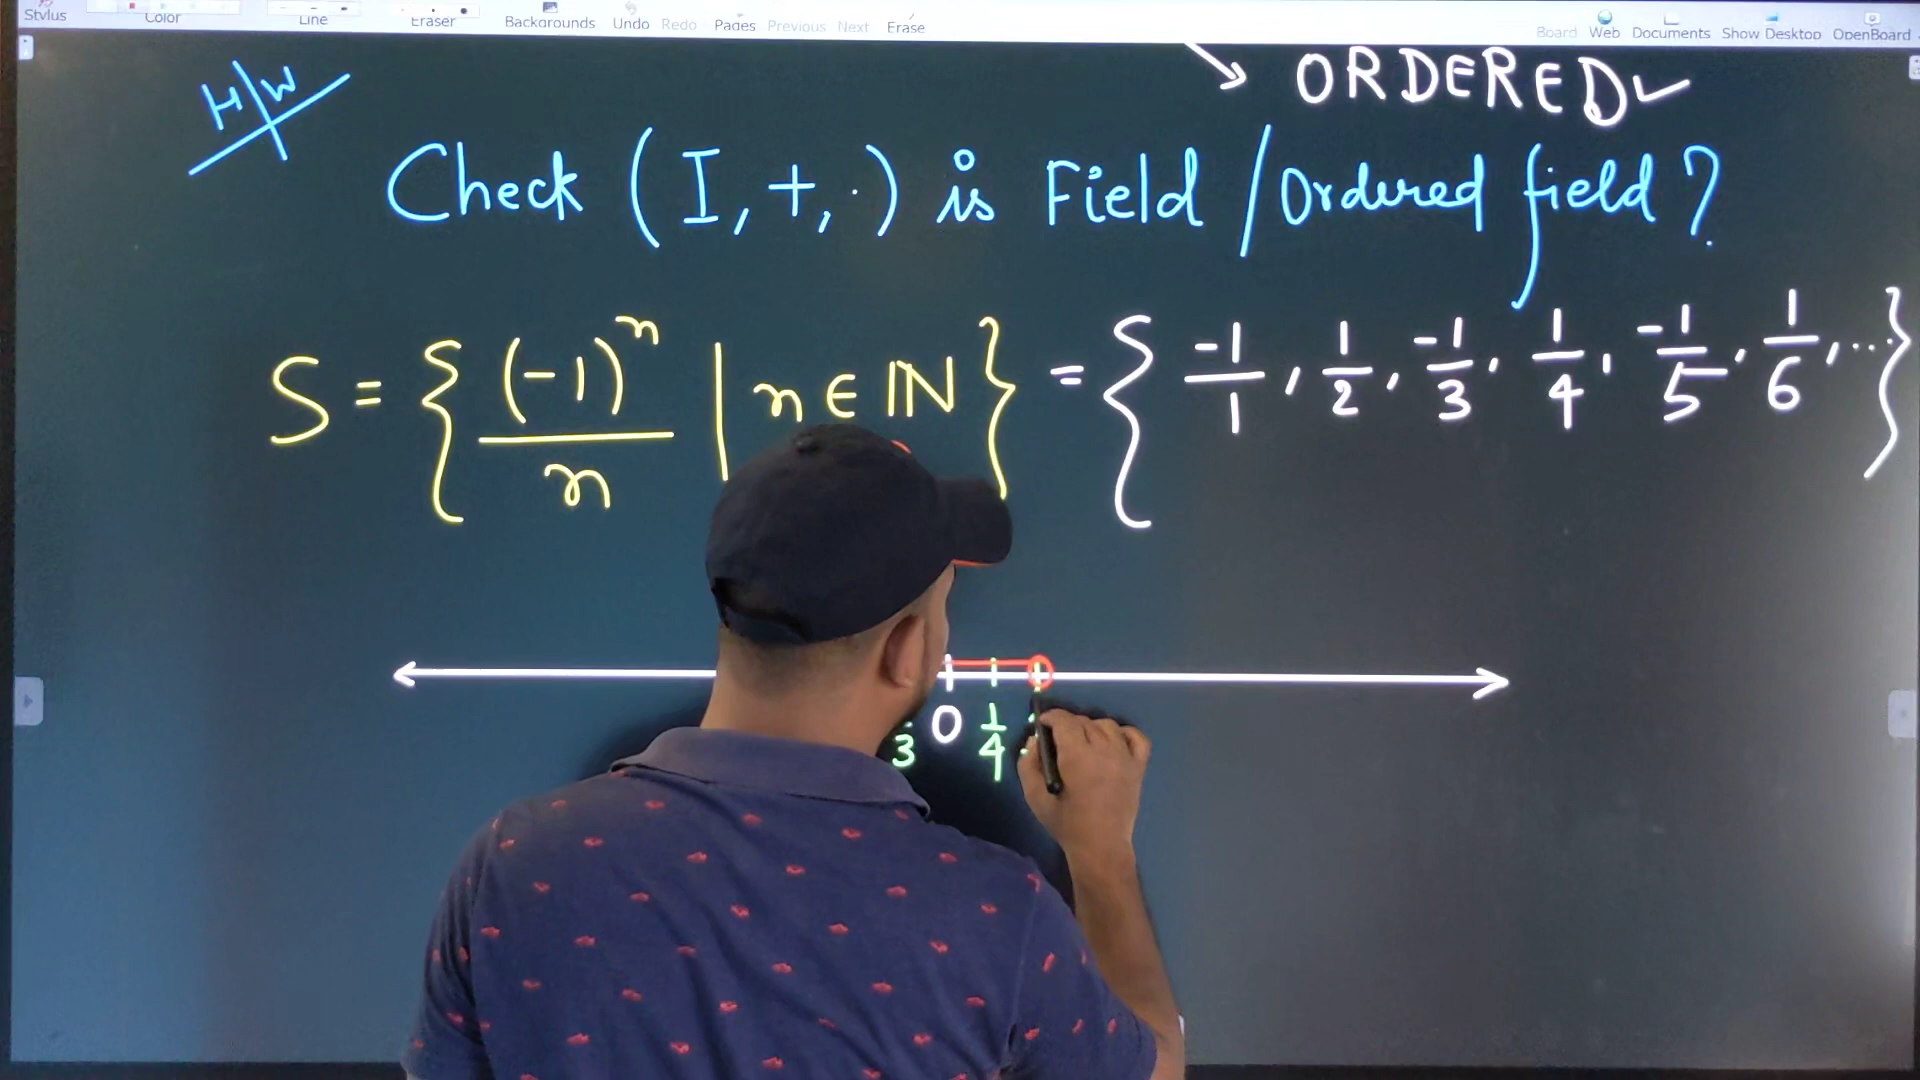 Stylus Color Line Eraser Backgrounds Undo Redo Pages Previous Next Erase Board Web Documents Show Desktop OpenBoard
→ ORDERED ✓
H/W
Check (I, +, ·) is Field / Ordered field?
S = { (-1)^n / n | n ∈ ℕ } = { -1/1, 1/2, -1/3, 1/4, -1/5, 1/6, ... }
3 0 1/4